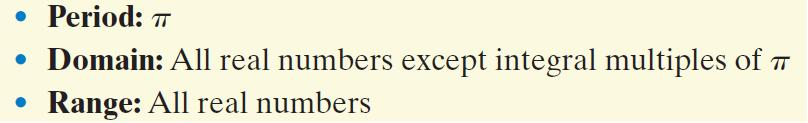 • Period: π
• Domain: All real numbers except integral multiples of π
• Range: All real numbers